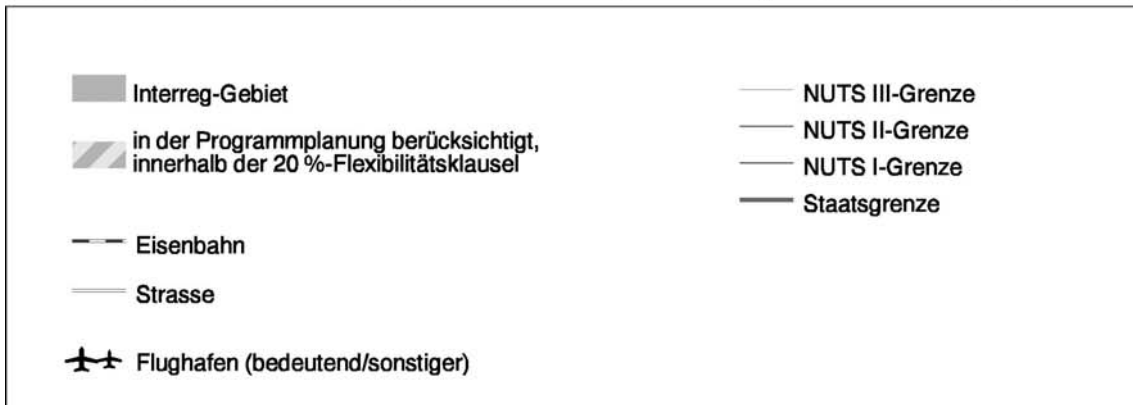 Interreg-Gebiet
in der Programmplanung berücksichtigt,
innerhalb der 20 %-Flexibilitätsklausel
Eisenbahn
Strasse
Flughafen (bedeutend/sonstiger)
NUTS III-Grenze
NUTS II-Grenze
NUTS I-Grenze
Staatsgrenze